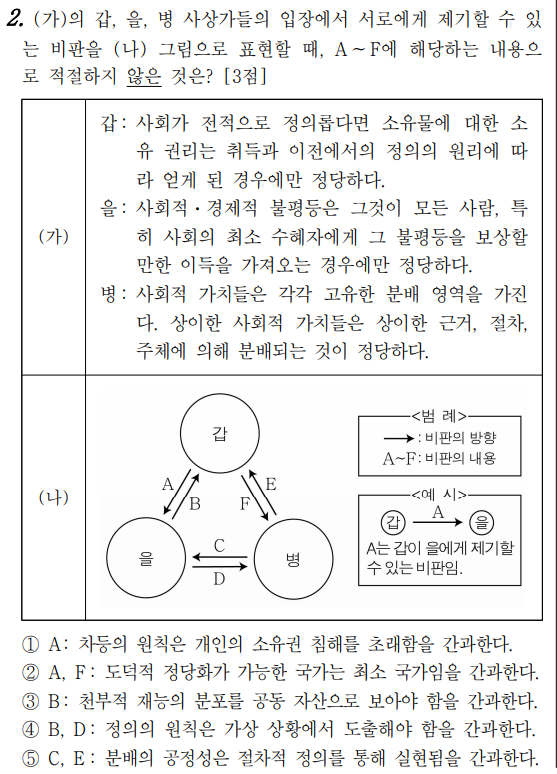 2. (가)의 갑, 을, 병 사상가들의 입장에서 서로에게 제기할 수 있
는 비판을 (나) 그림으로 표현할 때, A～F에 해당하는 내용으
로 적절하지 않은 것은? [3점]
(가)
갑: 사회가 전적으로 정의롭다면 소유물에 대한 소
유 권리는 취득과 이전에서의 정의의 원리에 따
라 얻게 된 경우에만 정당하다.
을: 사회적·경제적 불평등은 그것이 모든 사람, 특
히 사회의 최소 수혜자에게 그 불평등을 보상할
만한 이득을 가져오는 경우에만 정당하다.
병: 사회적 가치들은 각각 고유한 분배 영역을 가진
다. 상이한 사회적 가치들은 상이한 근거, 절차,
주체에 의해 분배되는 것이 정당하다.
(나)
갑
A
B
E
F
을
C
D
병
<범 례>
: 비판의 방향
A~F: 비판의 내용
<예 시>
갑 A 을
A는 갑이 을에게 제기할
수 있는 비판임.
① A: 차등의 원칙은 개인의 소유권 침해를 초래함을 간과한다.
② A, F: 도덕적 정당화가 가능한 국가는 최소 국가임을 간과한다.
③ B: 천부적 재능의 분포를 공동 자산으로 보아야 함을 간과한다.
④ B, D: 정의의 원칙은 가상 상황에서 도출해야 함을 간과한다.
⑤ C, E: 분배의 공정성은 절차적 정의를 통해 실현됨을 간과한다.